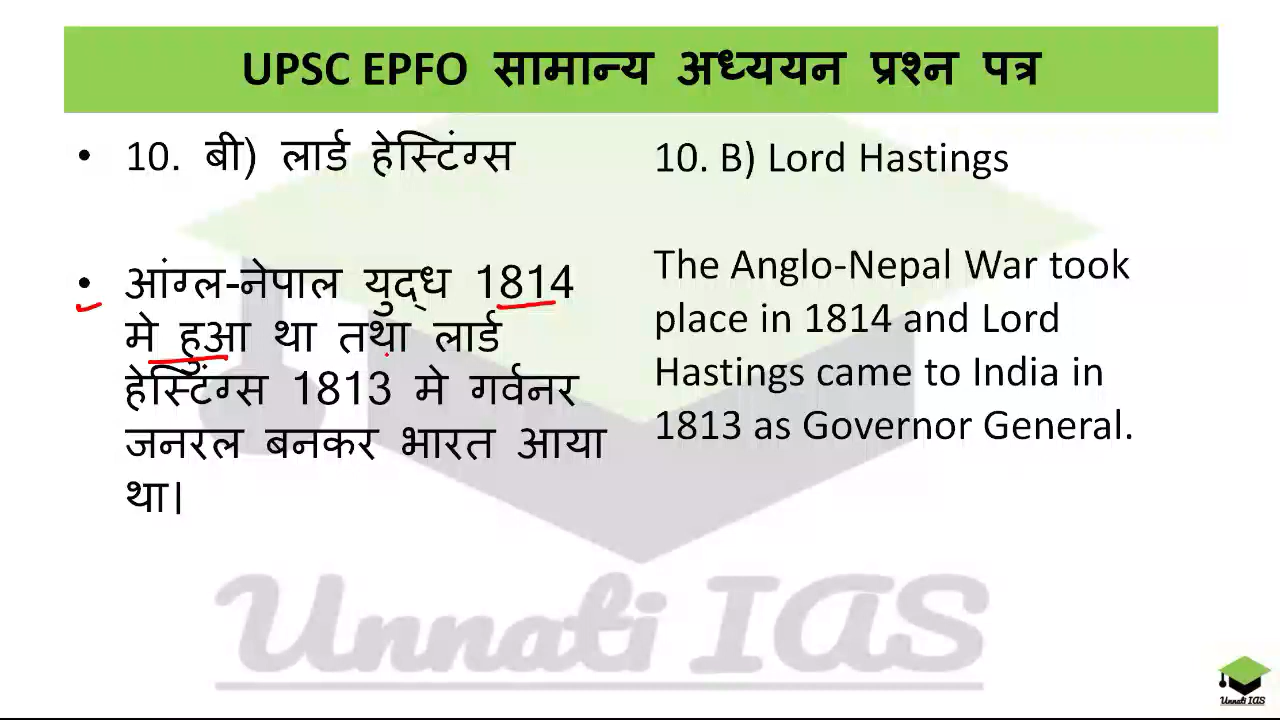 UPSC EPFO सामान्य अध्ययन प्रश्न पत्र
• 10. बी) लार्ड हेस्टिंग्स
• आंग्ल-नेपाल युद्ध 1814
मे हुआ था तथा लार्ड
हेस्टिंग्स 1813 मे गर्वनर
जनरल बनकर भारत आया
था।
10. B) Lord Hastings
The Anglo-Nepal War took
place in 1814 and Lord
Hastings came to India in
1813 as Governor General.
Unnati IAS
Unnati IAS